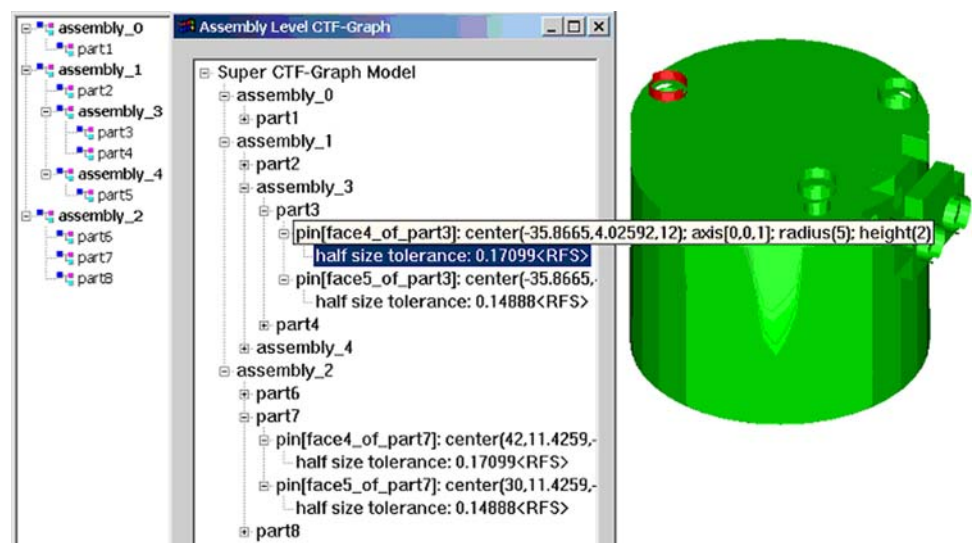 assembly_0
part1
assembly_1
part2
assembly_3
part3
part4
assembly_4
part5
assembly_2
part6
part7
part8
Assembly Level CTF-Graph
Super CTF-Graph Model
assembly_0
part1
assembly_1
part2
assembly_3
part3
pin[face4_of_part3]: center(-35.8665,4.02592,12); axis[0,0,1]; radius(5); height(2)
half size tolerance: 0.17099<RFS>
pin[face5_of_part3]: center(-35.8665,-
half size tolerance: 0.14888<RFS>
part4
assembly_4
assembly_2
part6
part7
pin[face4_of_part7]: center(42,11.4259,-
half size tolerance: 0.17099<RFS>
pin[face5_of_part7]: center(30,11.4259,-
half size tolerance: 0.14888<RFS>
part8